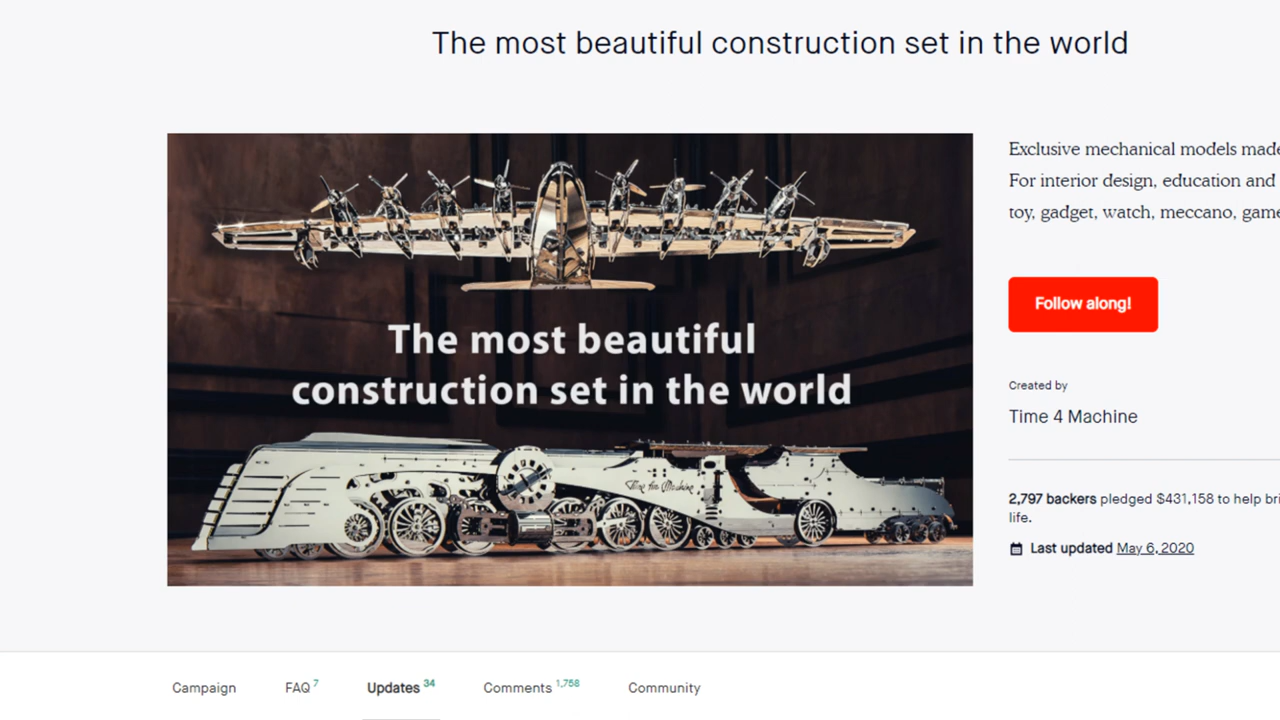 The most beautiful construction set in the world
The most beautiful
construction set in the world
Time for Machine
Exclusive mechanical models made
For interior design, education and
toy, gadget, watch, meccano, game
Follow along!
Created by
Time 4 Machine
2,797 backers pledged $431,158 to help bri
life.
Last updated May 6, 2020
Campaign FAQ 7 Updates 34 Comments 1,758 Community